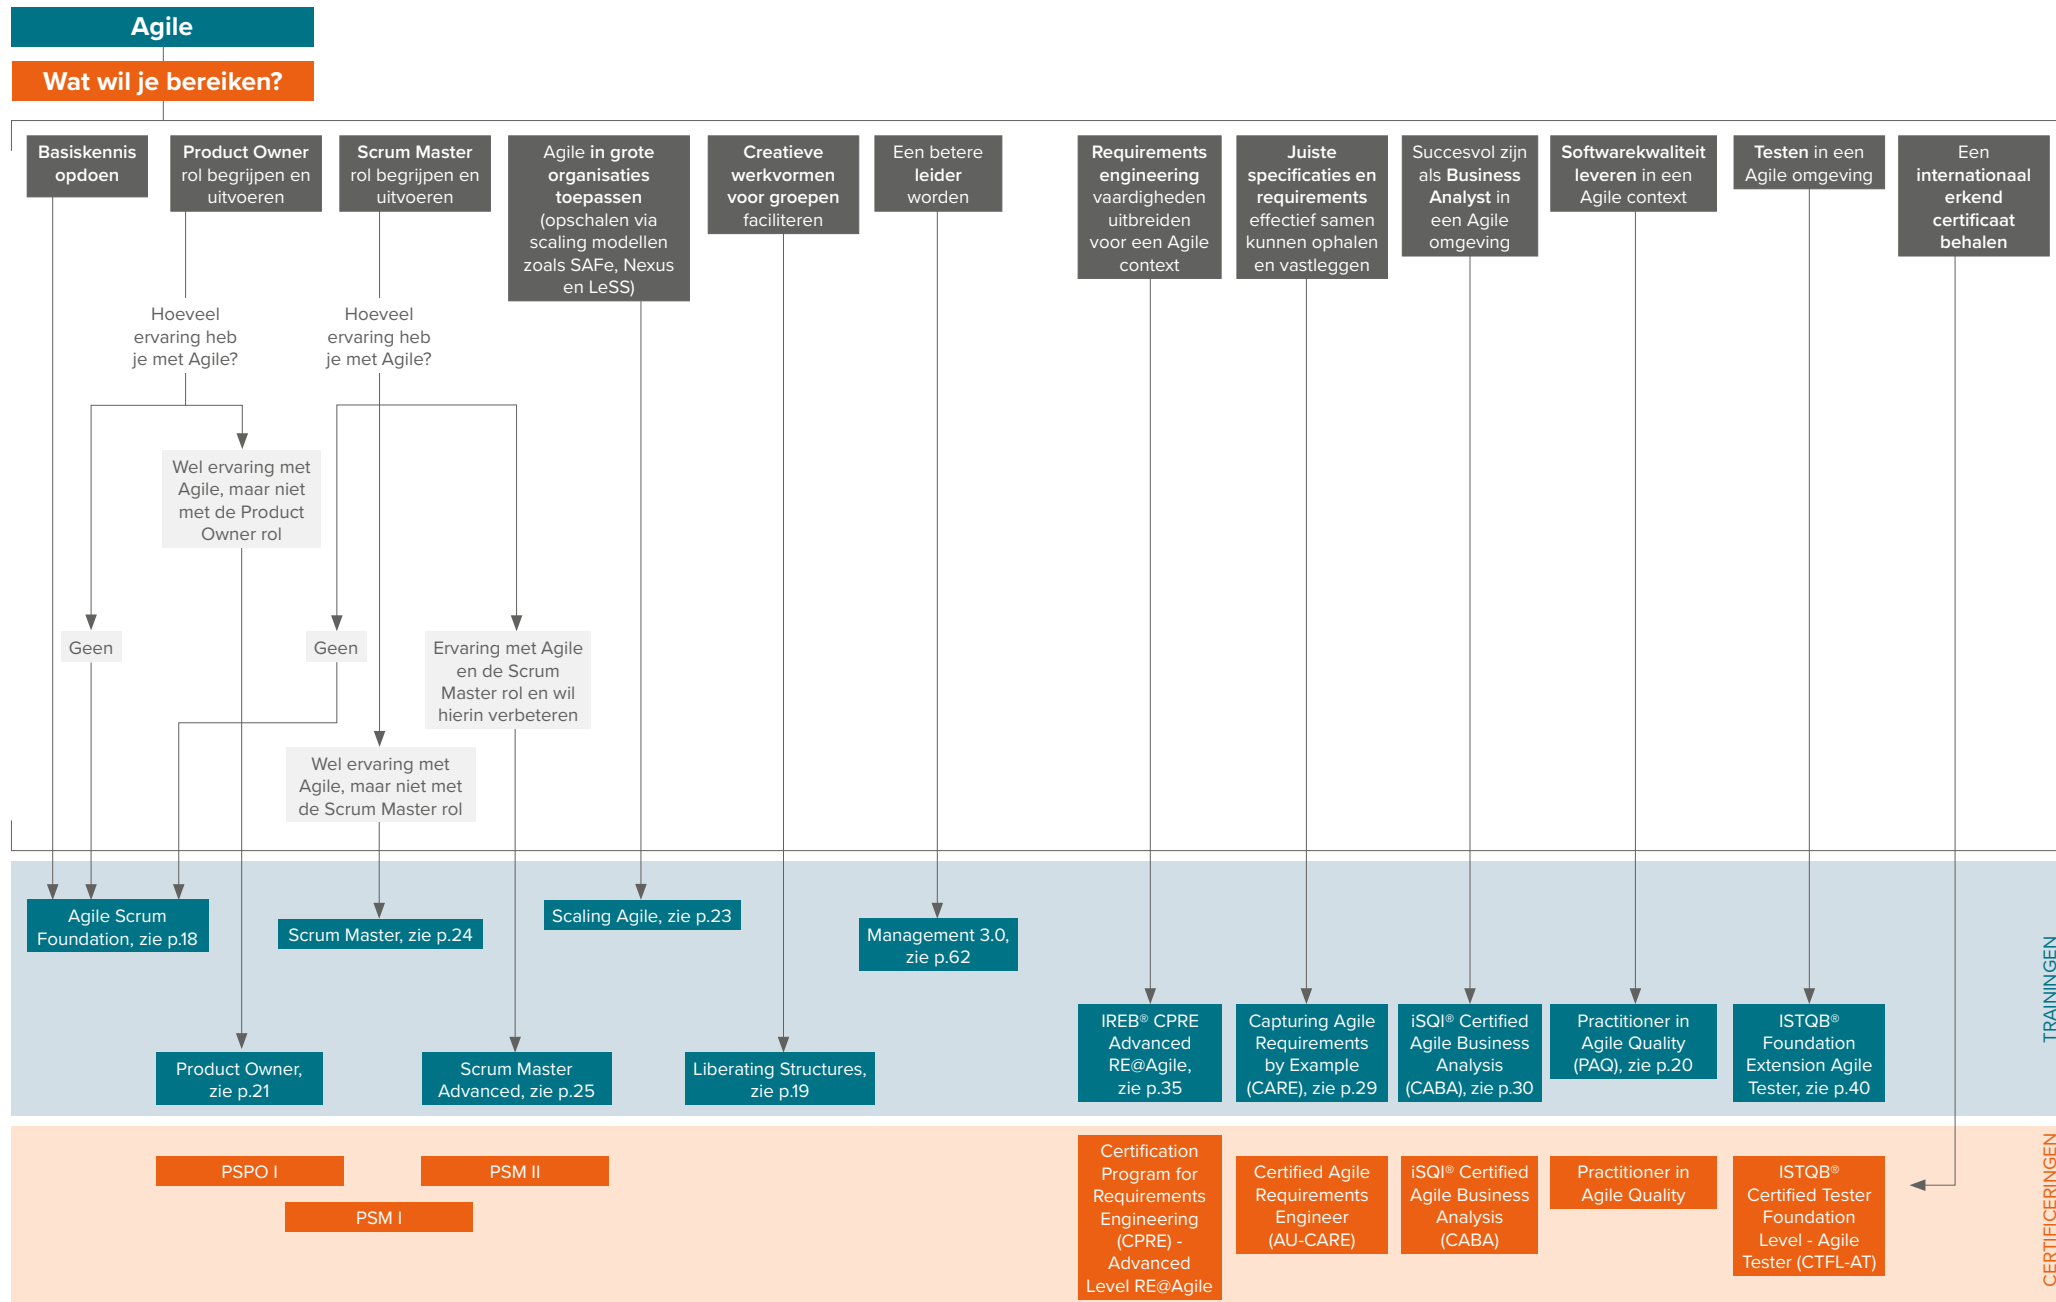 Agile
Wat wil je bereiken?
Basiskennis
opdoen
Product Owner
rol begrijpen en
uitvoeren
Scrum Master
rol begrijpen en
uitvoeren
Agile in grote
organisaties
toepassen
(opschalen via
scaling modellen
zoals SAFe, Nexus
en LeSS)
Creatieve
werkvormen
voor groepen
faciliteren
Een betere
leider
worden
Requirements
engineering
vaardigheden
uitbreiden
voor een Agile
context
Juiste
specificaties en
requirements
effectief samen
kunnen ophalen
en vastleggen
Succesvol zijn
als Business
Analyst in
een Agile
omgeving
Softwarekwaliteit
leveren in een
Agile context
Testen in een
Agile omgeving
Een
internationaal
erkend
certificaat
behalen
Hoeveel
ervaring heb
je met Agile?
Hoeveel
ervaring heb
je met Agile?
Wel ervaring met
Agile, maar niet
met de Product
Owner rol
Geen
Geen
Ervaring met Agile
en de Scrum
Master rol en wil
hierin verbeteren
Wel ervaring met
Agile, maar niet met
de Scrum Master rol
Agile Scrum
Foundation, zie p.18
Scrum Master, zie p.24
Scaling Agile, zie p.23
Management 3.0,
zie p.62
Product Owner,
zie p.21
Scrum Master
Advanced, zie p.25
Liberating Structures,
zie p.19
IREB® CPRE
Advanced
RE@Agile,
zie p.35
Capturing Agile
Requirements
by Example
(CARE), zie p.29
iSQI® Certified
Agile Business
Analysis
(CABA), zie p.30
Practitioner in
Agile Quality
(PAQ), zie p.20
ISTQB®
Foundation
Extension Agile
Tester, zie p.40
TRAININGEN
PSPO I
PSM II
PSM I
Certification
Program for
Requirements
Engineering
(CPRE) -
Advanced
Level RE@Agile
Certified Agile
Requirements
Engineer
(AU-CARE)
iSQI® Certified
Agile Business
Analysis
(CABA)
Practitioner in
Agile Quality
ISTQB®
Certified Tester
Foundation
Level - Agile
Tester (CTFL-AT)
CERTIFICERINGEN